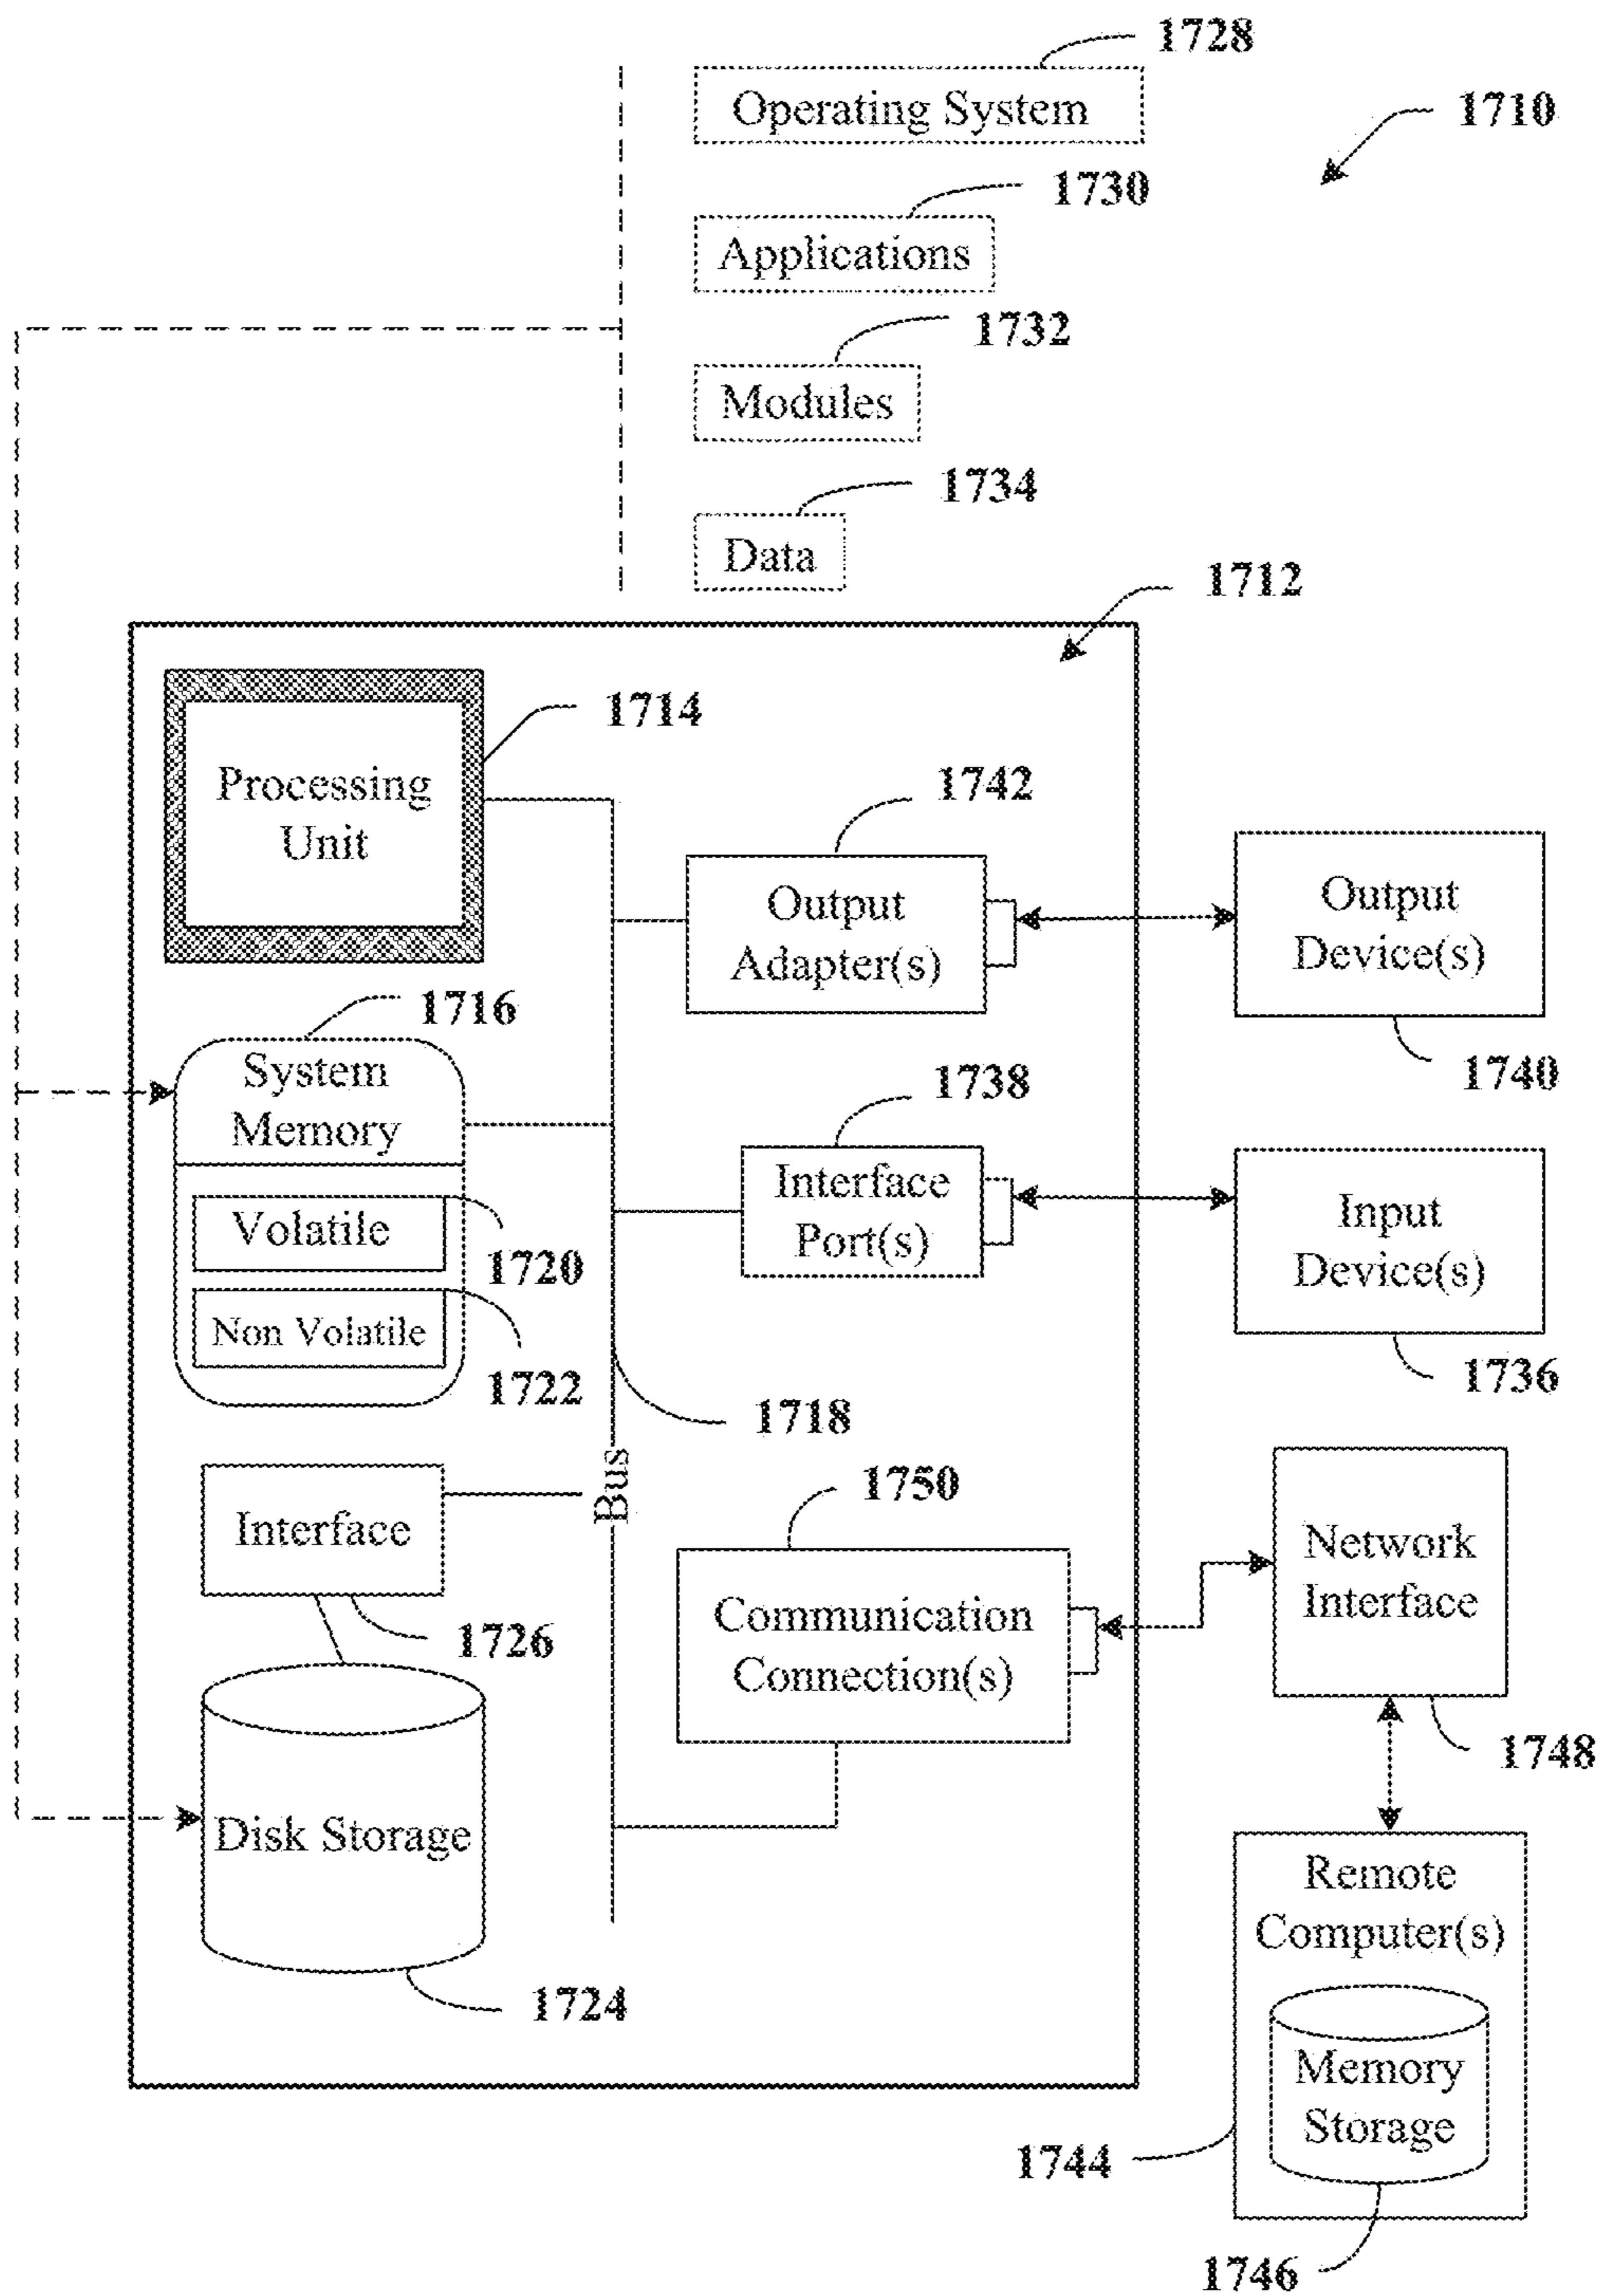 1728
Operating System
1710
1730
Applications
1732
Modules
1734
Data
1712
1714
Processing
Unit
1742
Output
Adapter(s)
Output
Device(s)
1740
1716
System
Memory
1738
Interface
Port(s)
Input
Device(s)
1736
Volatile
1720
Non Volatile
1722
1718
Bus
1750
Interface
1726
Communication
Connection(s)
Network
Interface
1748
Disk Storage
1724
Remote
Computer(s)
Memory
Storage
1744
1746